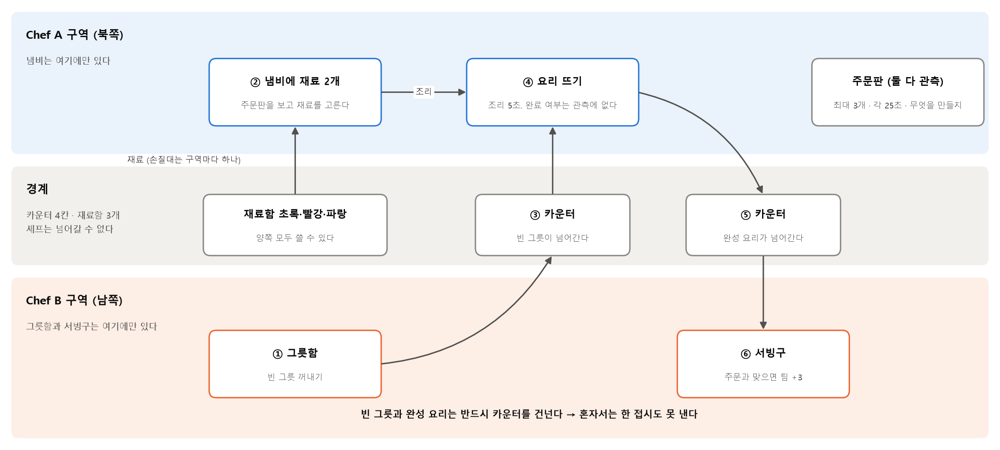 Chef A 구역 (북쪽)
냄비는 여기에만 있다
② 냄비에 재료 2개
주문판을 보고 재료를 고른다
조리
④ 요리 뜨기
조리 5초. 완료 여부는 관측에 없다
주문판 (둘 다 관측)
최대 3개 · 각 25초 · 무엇을 만들지
재료 (손질대는 구역마다 하나)
경계
카운터 4칸 · 재료함 3개
셰프는 넘어갈 수 없다
재료함 초록·빨강·파랑
양쪽 모두 쓸 수 있다
③ 카운터
빈 그릇이 넘어간다
⑤ 카운터
완성 요리가 넘어간다
Chef B 구역 (남쪽)
그릇함과 서빙구는 여기에만 있다
① 그릇함
빈 그릇 꺼내기
⑥ 서빙구
주문과 맞으면 팀 +3
빈 그릇과 완성 요리는 반드시 카운터를 건넌다 → 혼자서는 한 접시도 못 낸다